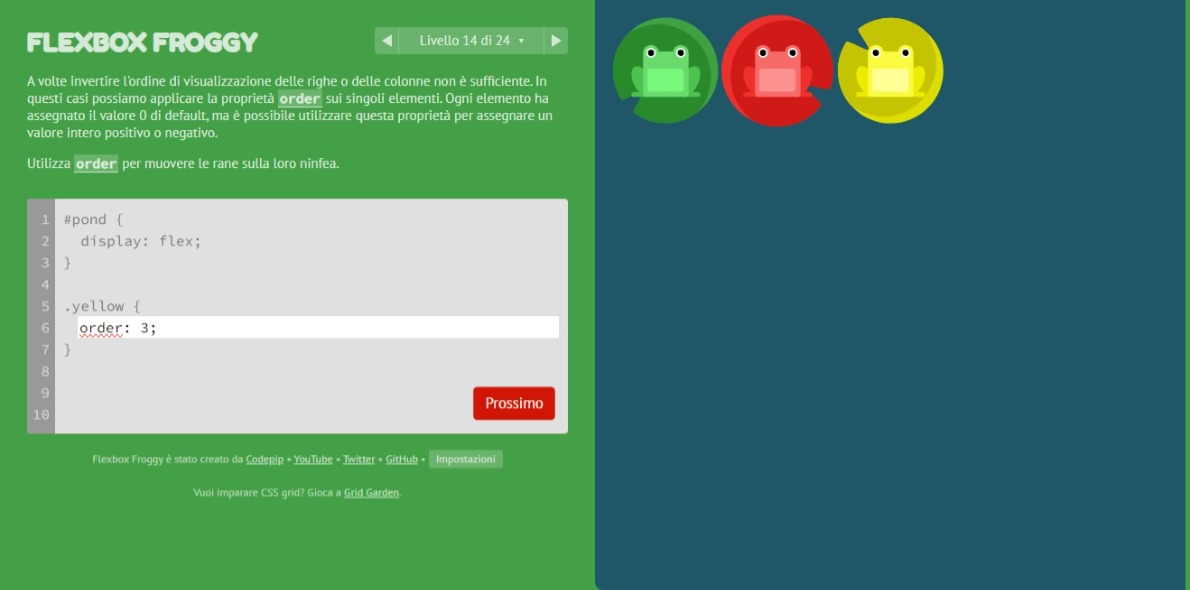 FLEXBOX FROGGY
Livello 14 di 24 ▾
A volte invertire l'ordine di visualizzazione delle righe o delle colonne non è sufficiente. In
questi casi possiamo applicare la proprietà order sui singoli elementi. Ogni elemento ha
assegnato il valore 0 di default, ma è possibile utilizzare questa proprietà per assegnare un
valore intero positivo o negativo.
Utilizza order per muovere le rane sulla loro ninfea.
1 #pond {
2 display: flex;
3 }
4
5 .yellow {
6 order: 3;
7 }
8
9
10
Prossimo
Flexbox Froggy è stato creato da Codepip • YouTube • Twitter • GitHub • Impostazioni
Vuoi imparare CSS grid? Gioca a Grid Garden.